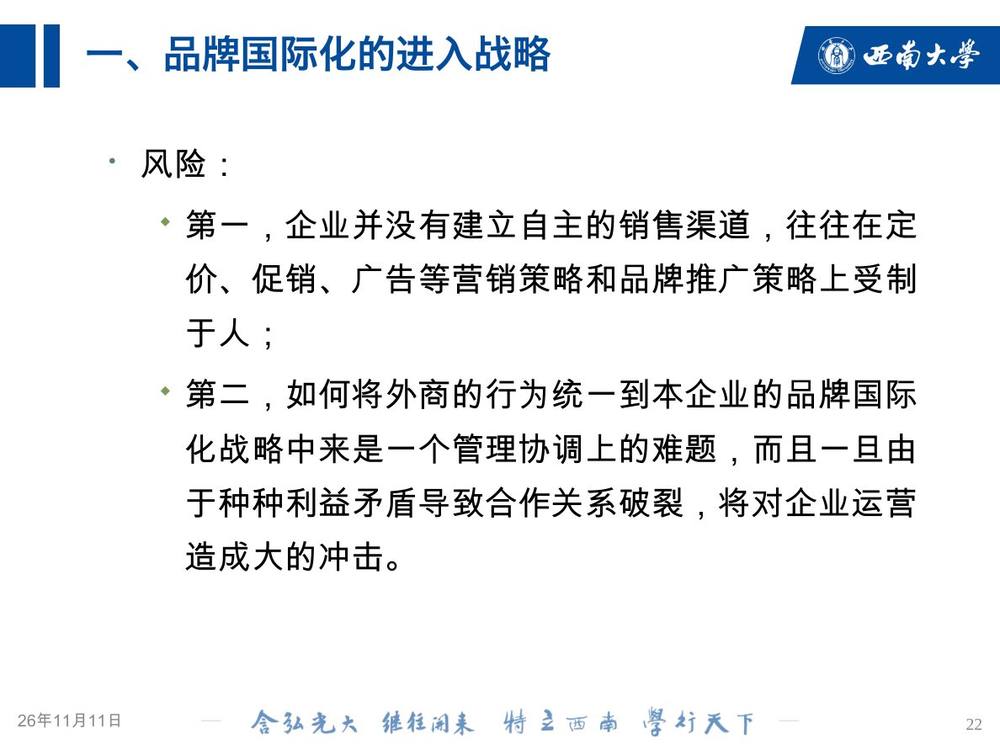 一、品牌国际化的进入战略
西南大学
风险：
第一，企业并没有建立自主的销售渠道，往往在定
价、促销、广告等营销策略和品牌推广策略上受制
于人；
第二，如何将外商的行为统一到本企业的品牌国际
化战略中来是一个管理协调上的难题，而且一旦由
于种种利益矛盾导致合作关系破裂，将对企业运营
造成大的冲击。
26年11月11日
含弘光大 继往开来 特立西南 學行天下
22